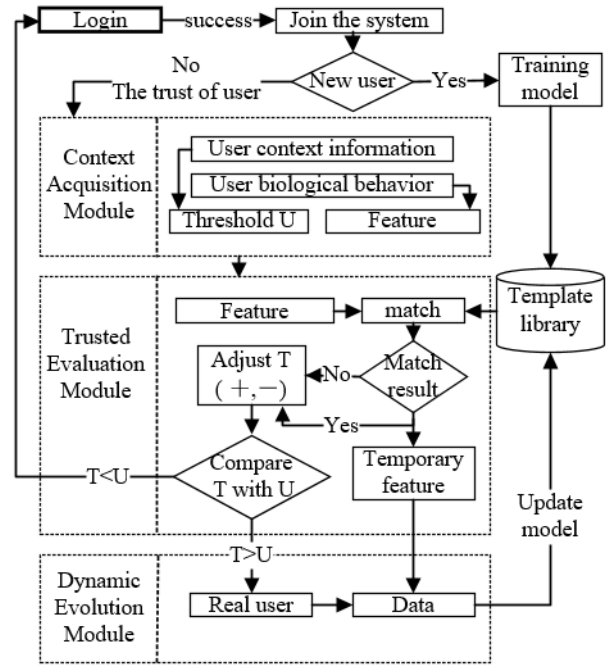 Login
success
Join the system
No
The trust of user
New user
Yes
Training
model
Context
Acquisition
Module
User context information
User biological behavior
Threshold U
Feature
Trusted
Evaluation
Module
Feature
match
Template
library
Adjust T
(+,−)
No
Match
result
Yes
Compare
T with U
Temporary
feature
T<U
Update
model
T>U
Dynamic
Evolution
Module
Real user
Data